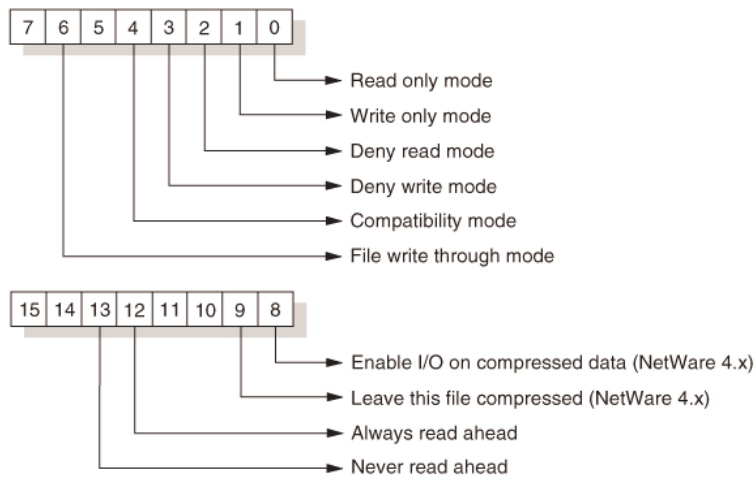 7 6 5 4 3 2 1 0
Read only mode
Write only mode
Deny read mode
Deny write mode
Compatibility mode
File write through mode
15 14 13 12 11 10 9 8
Enable I/O on compressed data (NetWare 4.x)
Leave this file compressed (NetWare 4.x)
Always read ahead
Never read ahead